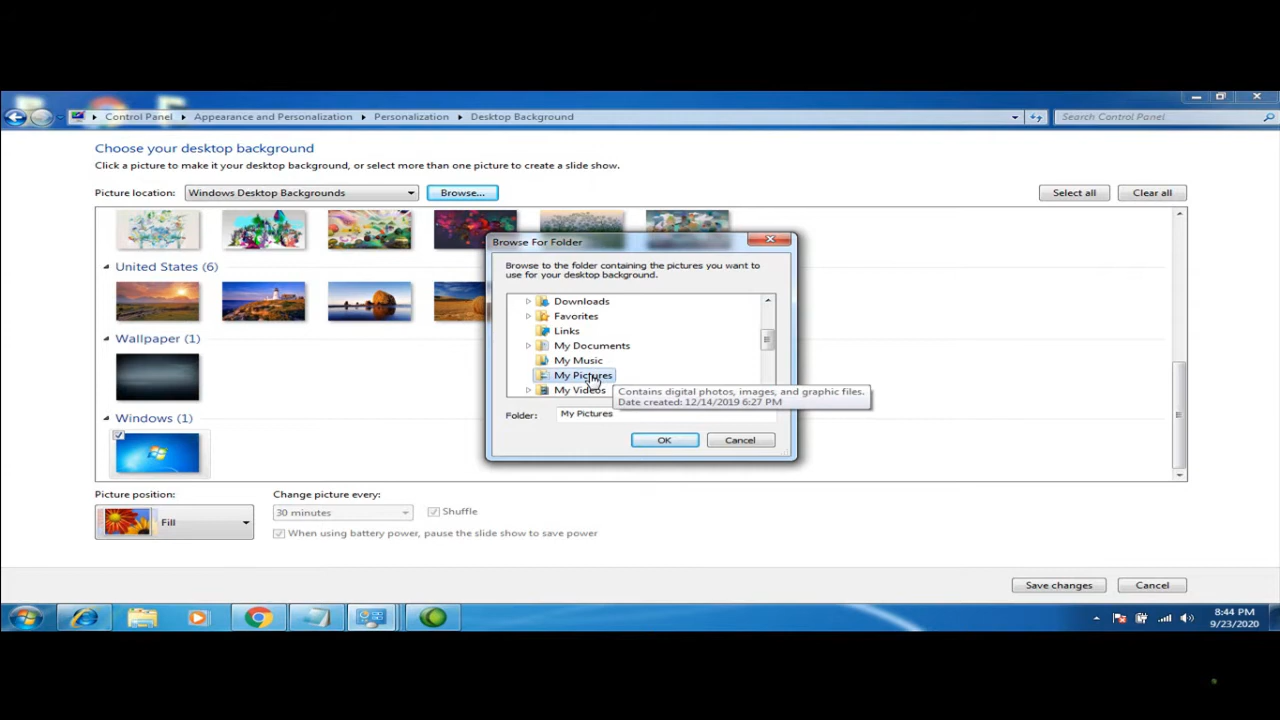 Control Panel
Appearance and Personalization
Personalization
Desktop Background
Search Control Panel
Choose your desktop background
Click a picture to make it your desktop background, or select more than one picture to create a slide show.
Picture location:
Windows Desktop Backgrounds
Browse...
Select all
Clear all
United States (6)
Wallpaper (1)
Windows (1)
Browse For Folder
Browse to the folder containing the pictures you want to
use for your desktop background.
Downloads
Favorites
Links
My Documents
My Music
My Pictures
My Videos
Contains digital photos, images, and graphic files.
Date created: 12/14/2019 6:27 PM
Folder:
My Pictures
OK
Cancel
Picture position:
Fill
Change picture every:
30 minutes
Shuffle
When using battery power, pause the slide show to save power
Save changes
Cancel
8:44 PM
9/23/2020